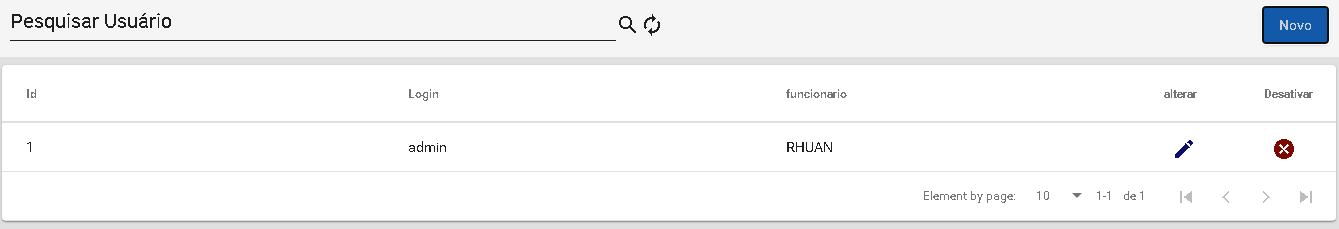 Pesquisar Usuário
Novo
Id Login funcionario alterar Desativar
1 admin RHUAN
Element by page: 10 1-1 de 1